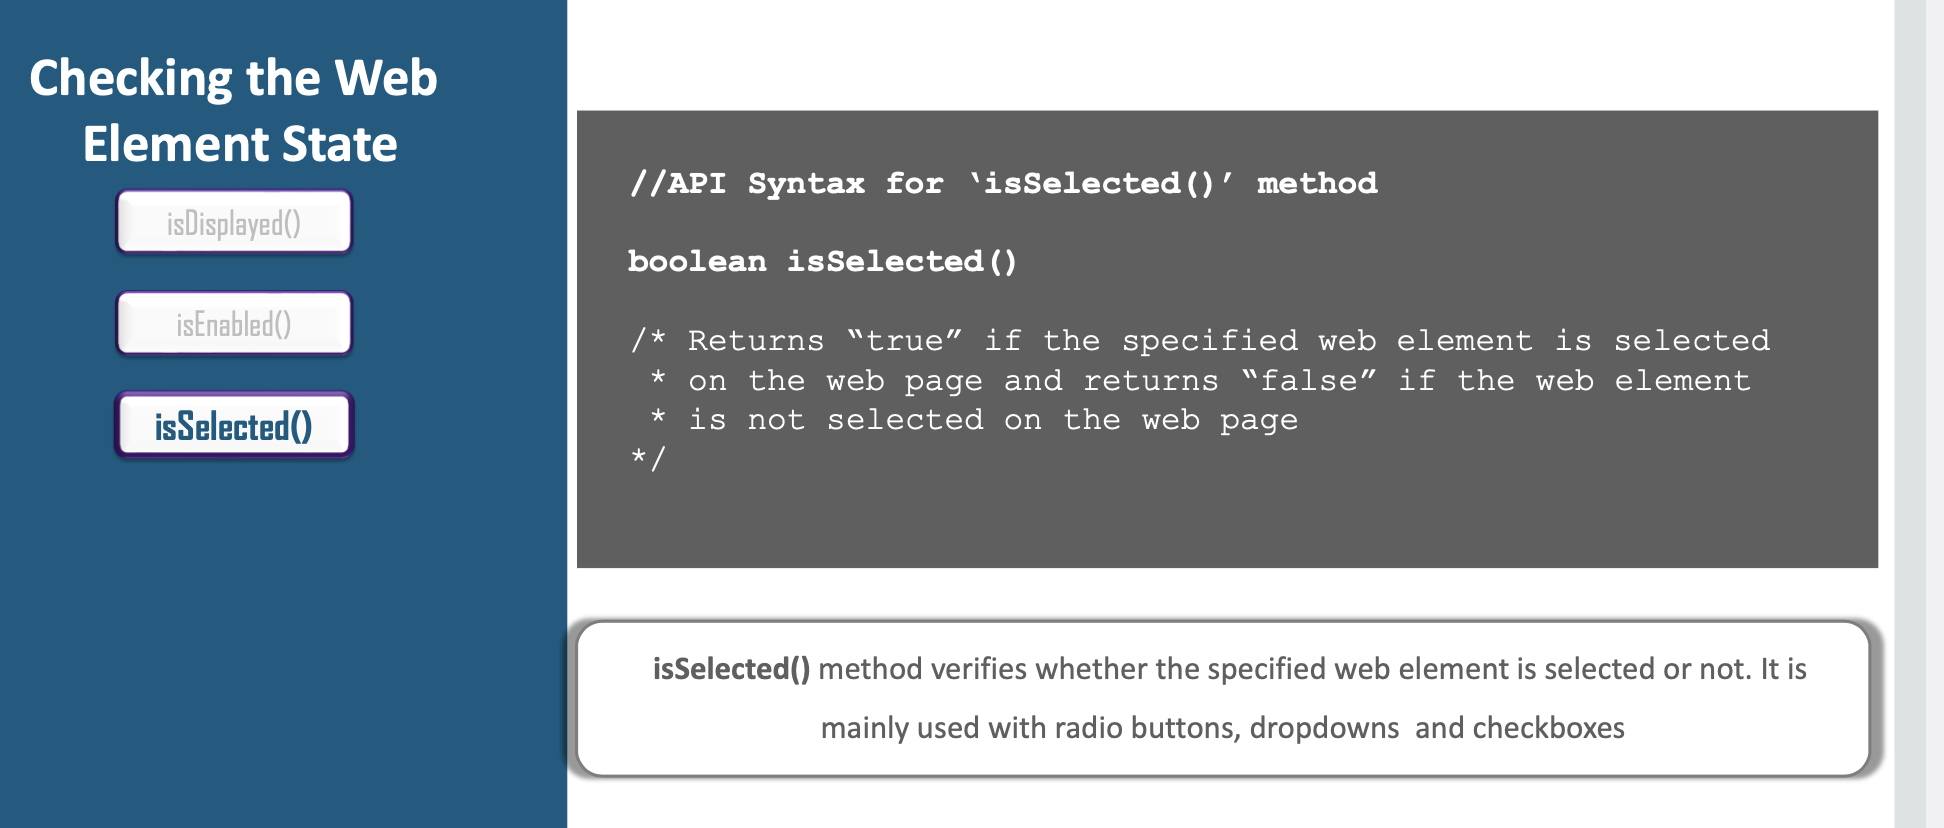 Checking the Web
Element State
isDisplayed()
isEnabled()
isSelected()
//API Syntax for ‘isSelected()’ method
boolean isSelected()
/* Returns “true” if the specified web element is selected
* on the web page and returns “false” if the web element
* is not selected on the web page
*/
isSelected() method verifies whether the specified web element is selected or not. It is
mainly used with radio buttons, dropdowns  and checkboxes